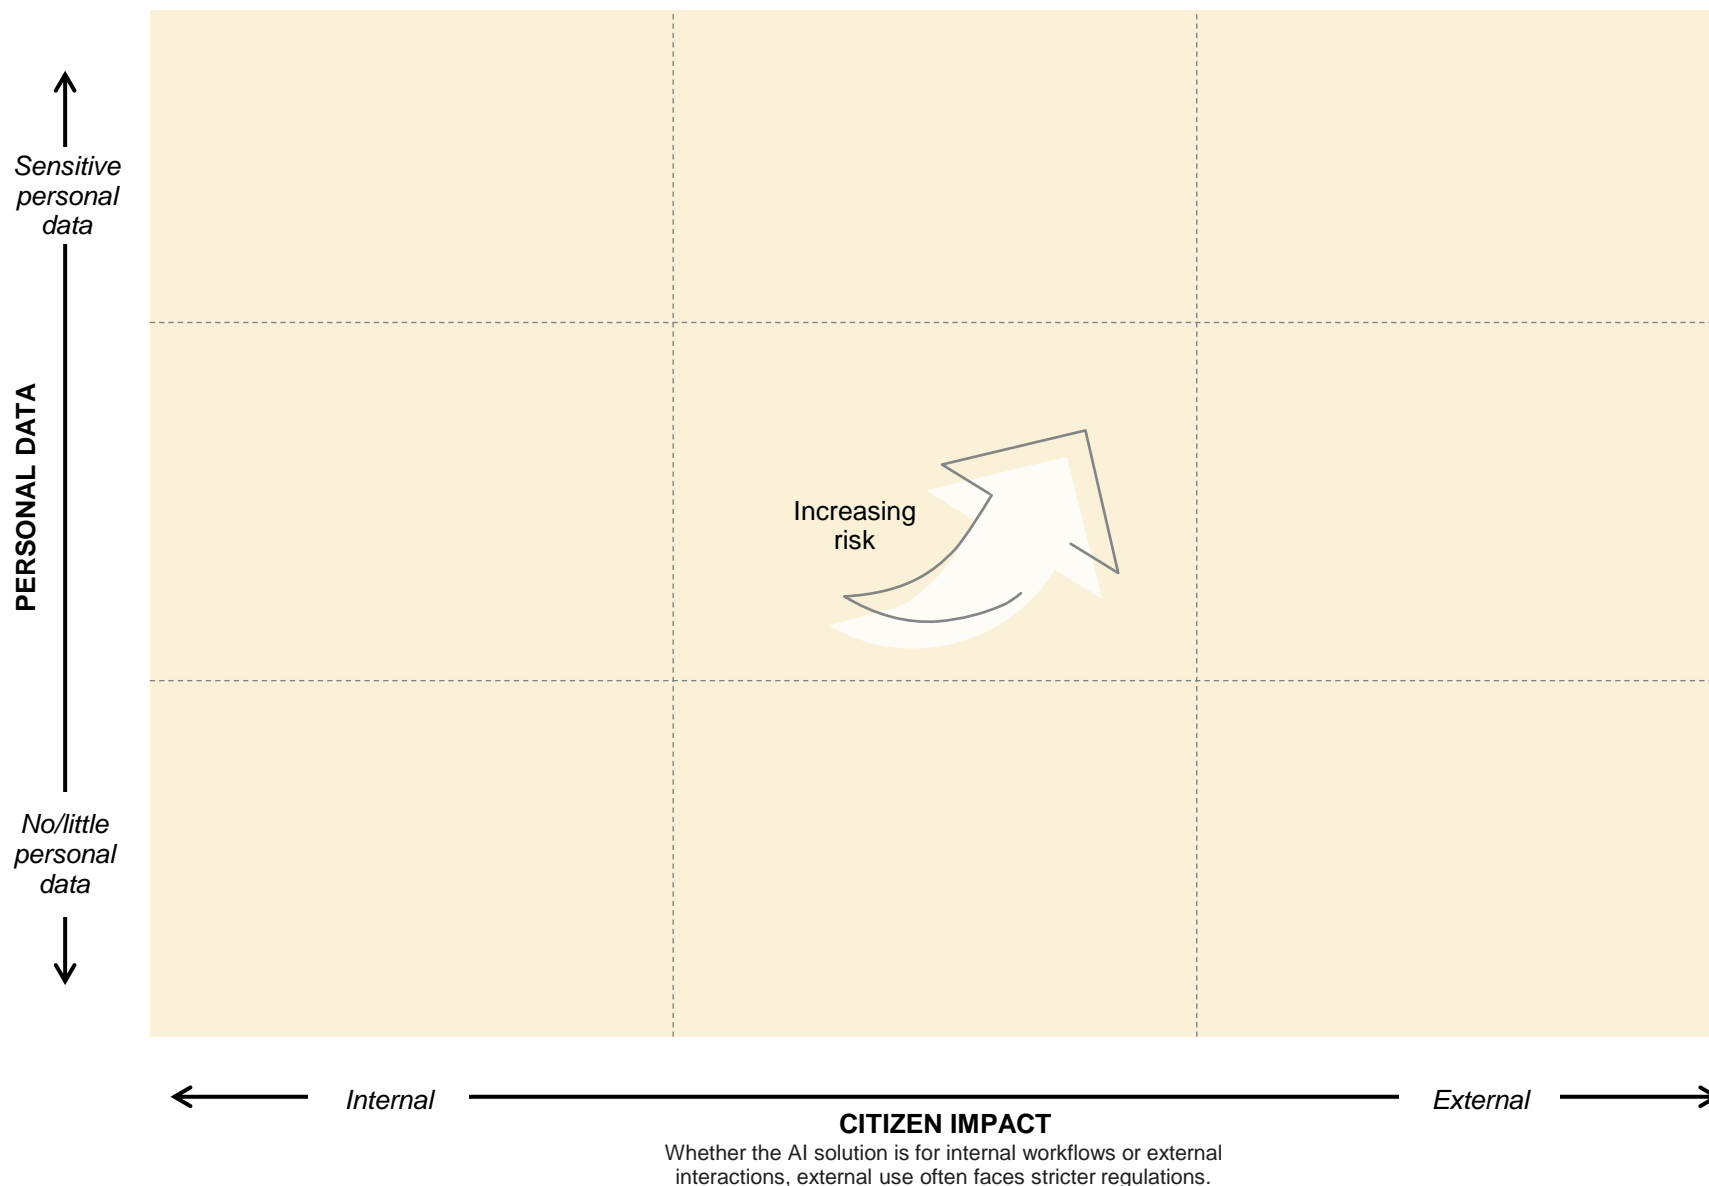 Sensitive
personal
data
PERSONAL DATA
Increasing
risk
No/little
personal
data
Internal
External
CITIZEN IMPACT
Whether the AI solution is for internal workflows or external
interactions, external use often faces stricter regulations.